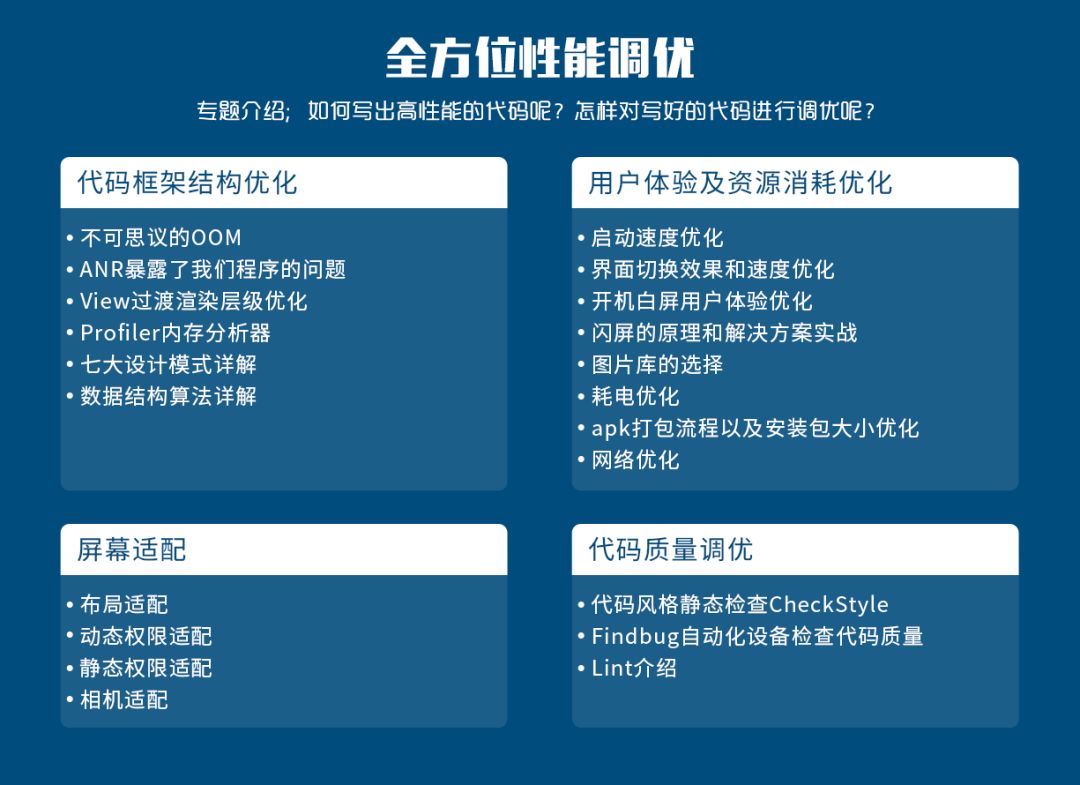 全方位性能调优
专题介绍；如何写出高性能的代码呢？怎样对写好的代码进行调优呢？
代码框架结构优化
• 不可思议的OOM
• ANR暴露了我们程序的问题
• View过渡渲染层级优化
• Profiler内存分析器
• 七大设计模式详解
• 数据结构算法详解
用户体验及资源消耗优化
• 启动速度优化
• 界面切换效果和速度优化
• 开机白屏用户体验优化
• 闪屏的原理和解决方案实战
• 图片库的选择
• 耗电优化
• apk打包流程以及安装包大小优化
• 网络优化
屏幕适配
• 布局适配
• 动态权限适配
• 静态权限适配
• 相机适配
代码质量调优
• 代码风格静态检查CheckStyle
• Findbug自动化设备检查代码质量
• Lint介绍